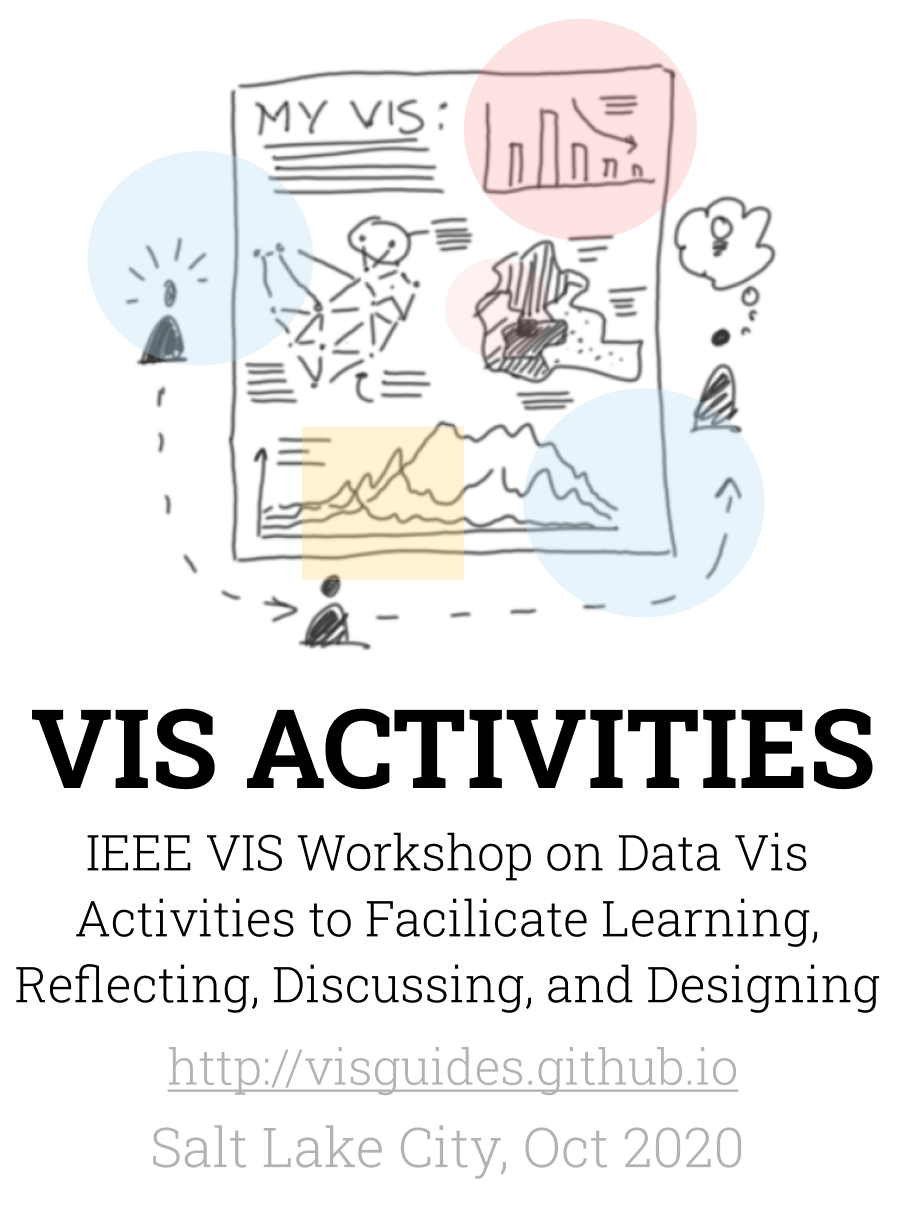 MY VIS:
VIS ACTIVITIES
IEEE VIS Workshop on Data Vis
Activities to Facilicate Learning,
Reflecting, Discussing, and Designing
http://visguides.github.io
Salt Lake City, Oct 2020